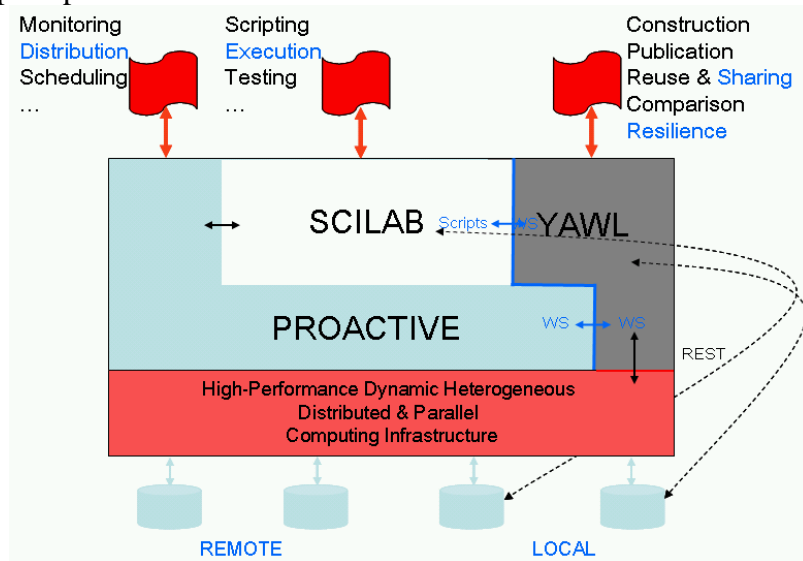 Monitoring
Distribution
Scheduling
...
Scripting
Execution
Testing
...
Construction
Publication
Reuse & Sharing
Comparison
Resilience
SCILAB
Scripts
WS
YAWL
PROACTIVE
WS
WS
REST
High-Performance Dynamic Heterogeneous
Distributed & Parallel
Computing Infrastructure
REMOTE
LOCAL